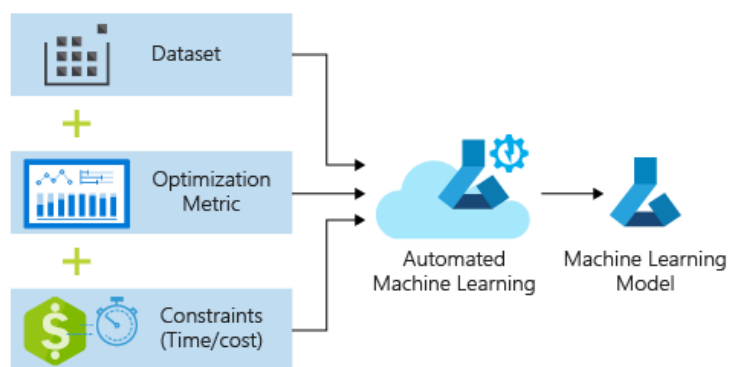 Dataset
+
Optimization
Metric
+
Constraints
(Time/cost)
$
Automated
Machine Learning
Machine Learning
Model